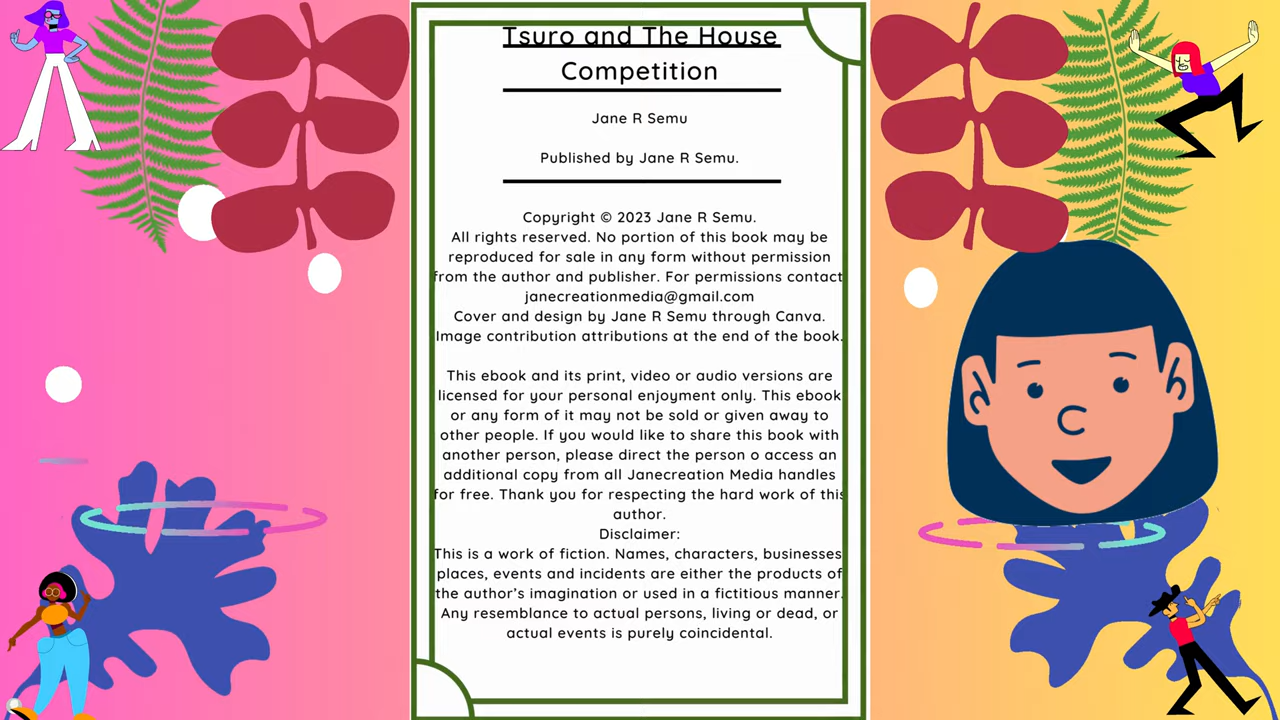 Tsuro and The House
Competition
Jane R Semu
Published by Jane R Semu.
Copyright © 2023 Jane R Semu.
All rights reserved. No portion of this book may be
reproduced for sale in any form without permission
from the author and publisher. For permissions contact
janecreationmedia@gmail.com
Cover and design by Jane R Semu through Canva.
Image contribution attributions at the end of the book.
This ebook and its print, video or audio versions are
licensed for your personal enjoyment only. This ebook
or any form of it may not be sold or given away to
other people. If you would like to share this book with
another person, please direct the person o access an
additional copy from all Janecreation Media handles
for free. Thank you for respecting the hard work of this
author.
Disclaimer:
This is a work of fiction. Names, characters, businesses
places, events and incidents are either the products of
the author's imagination or used in a fictitious manner.
Any resemblance to actual persons, living or dead, or
actual events is purely coincidental.